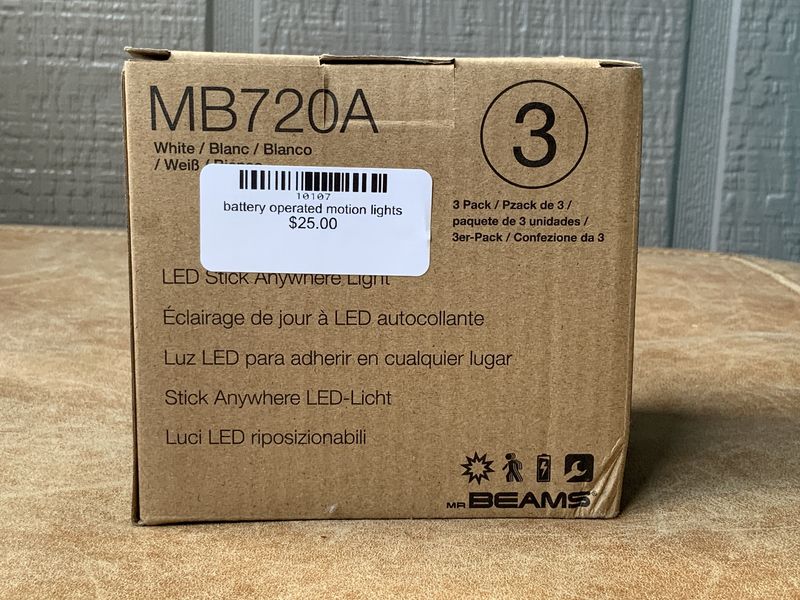 MB720A
White / Blanc / Blanco
/ Weiß /
3
3 Pack / Pzack de 3 /
paquete de 3 unidades /
3er-Pack / Confezione da 3
10107
battery operated motion lights
$25.00
LED Stick Anywhere Light
Éclairage de jour à LED autocollante
Luz LED para adherir en cualquier lugar
Stick Anywhere LED-Licht
Luci LED riposizionabili
MR BEAMS®